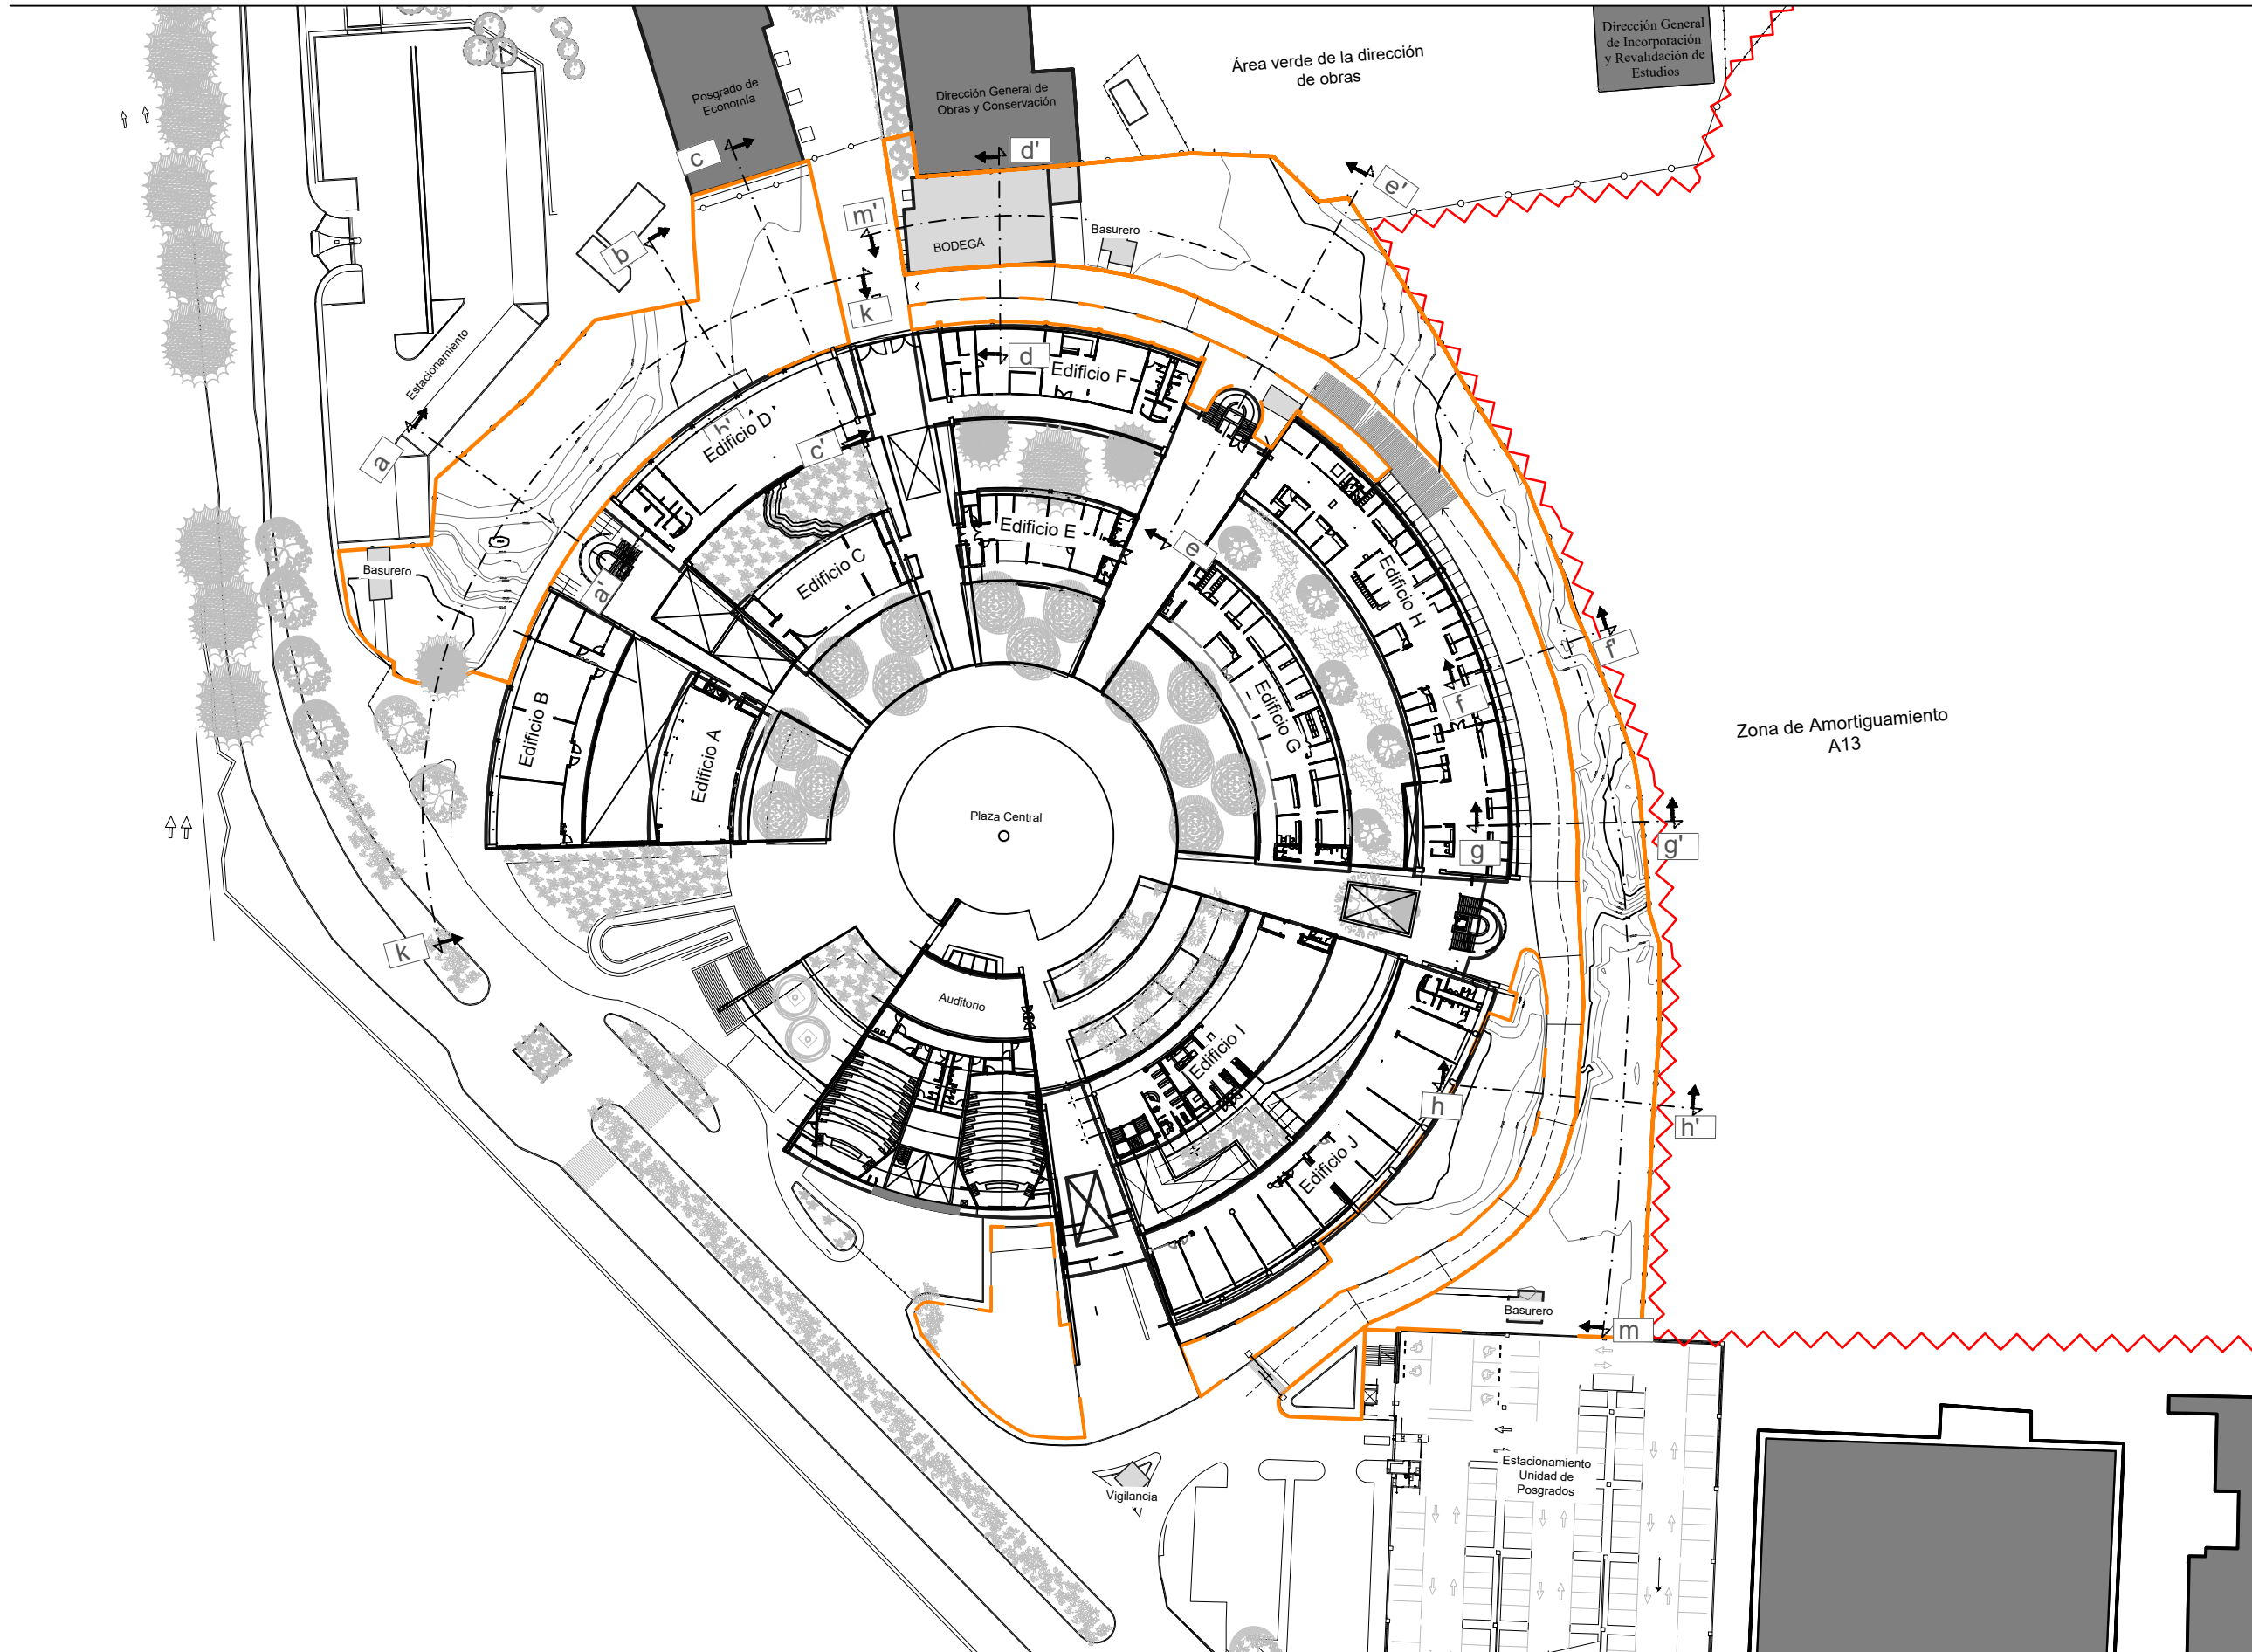 Dirección General
de Incorporación
y Revalidación de
Estudios
Área verde de la dirección
de obras
Posgrado de
Economía
Dirección General de
Obras y Conservación
c
d'
e'
m'
b
BODEGA
Basurero
k
Estacionamiento
d
Edificio F
b'
Edificio D
c'
a
Edificio E
e
Edificio C
Edificio H
Basurero
a
f'
f
Edificio G
Edificio B
Edificio A
Zona de Amortiguamiento
A13
Plaza Central
g
g'
k
Auditorio
Edificio I
h
h'
Edificio J
Basurero
m
Estacionamiento
Unidad de
Posgrados
Vigilancia